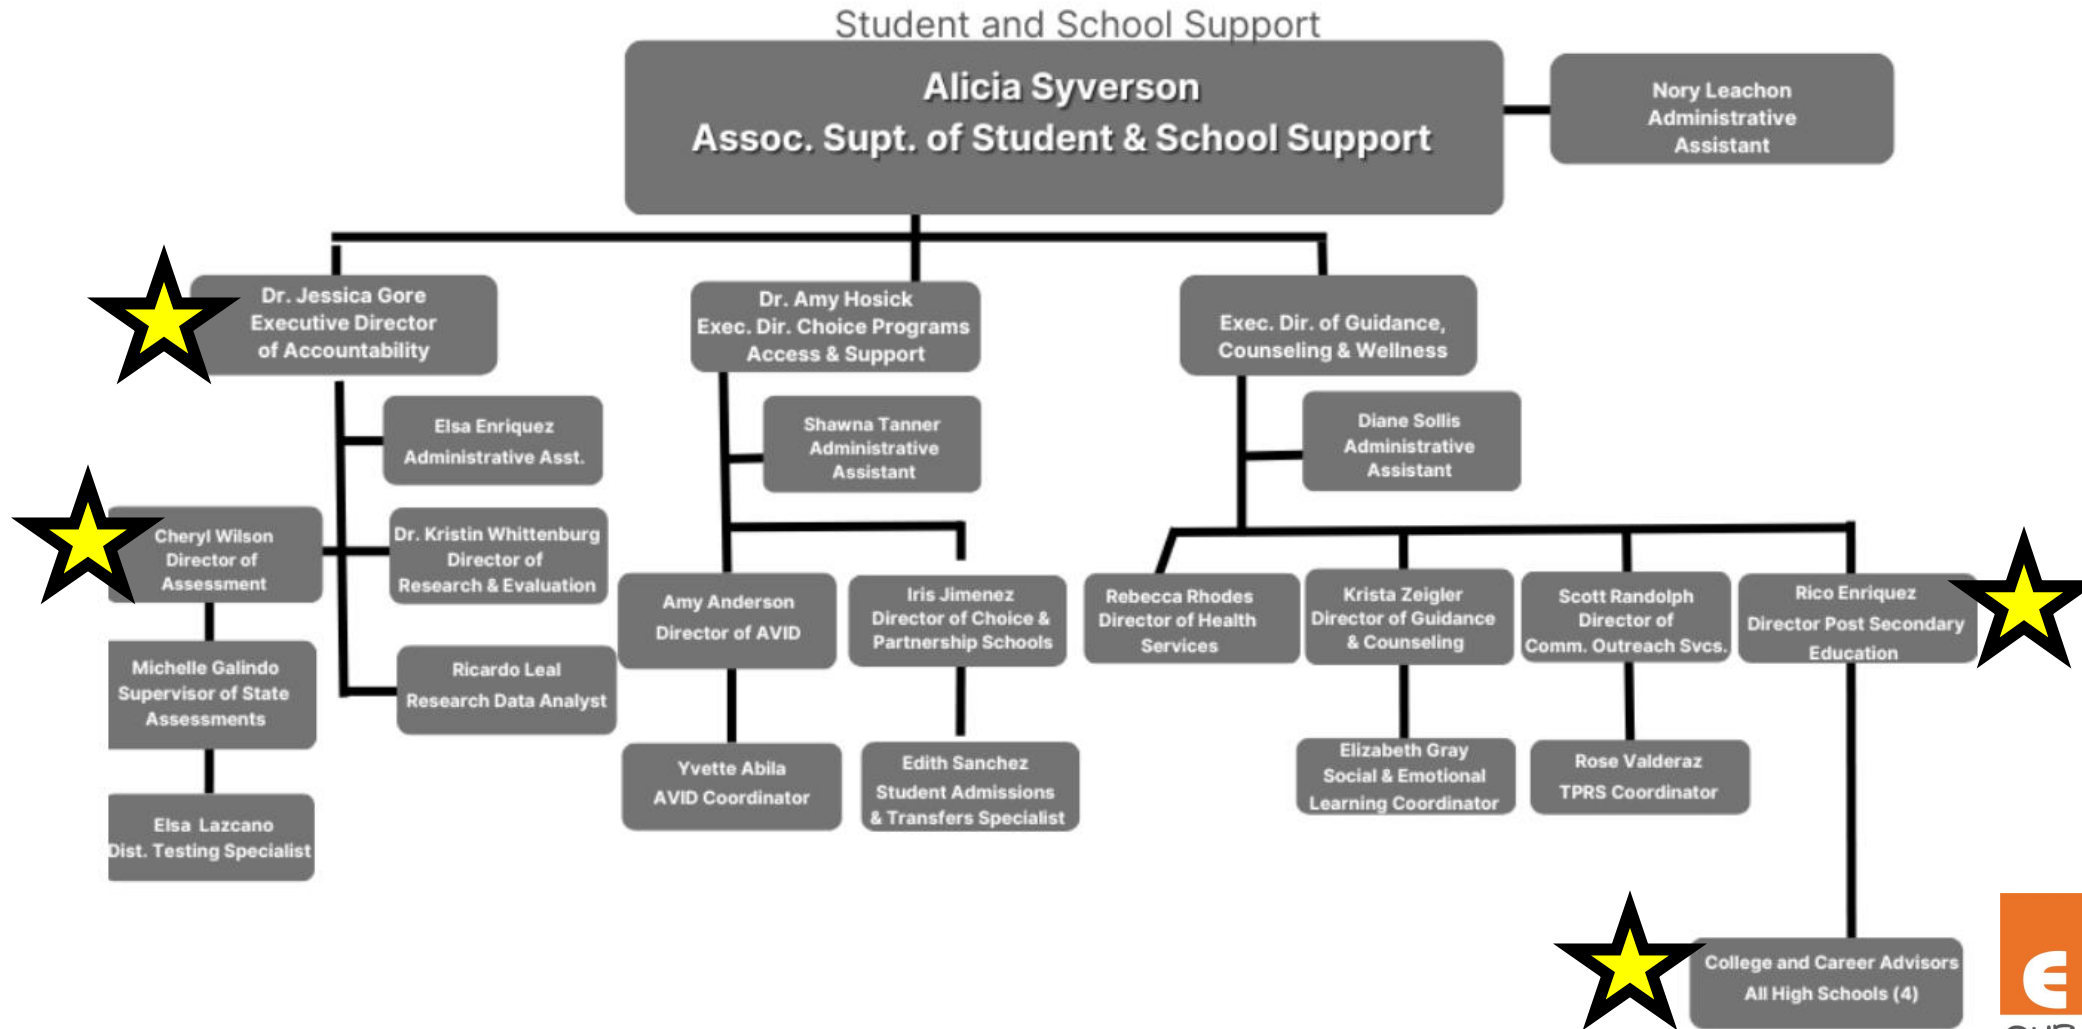 Student and School Support
Alicia Syverson
Assoc. Supt. of Student & School Support
Nory Leachon
Administrative
Assistant
Dr. Jessica Gore
Executive Director
of Accountability
Dr. Amy Hosick
Exec. Dir. Choice Programs
Access & Support
Exec. Dir. of Guidance,
Counseling & Wellness
Elsa Enriquez
Administrative Asst.
Shawna Tanner
Administrative
Assistant
Diane Sollis
Administrative
Assistant
Cheryl Wilson
Director of
Assessment
Dr. Kristin Whittenburg
Director of
Research & Evaluation
Amy Anderson
Director of AVID
Iris Jimenez
Director of Choice &
Partnership Schools
Rebecca Rhodes
Director of Health
Services
Krista Zeigler
Director of Guidance
& Counseling
Scott Randolph
Director of
Comm. Outreach Svcs.
Rico Enriquez
Director Post Secondary
Education
Michelle Galindo
Supervisor of State
Assessments
Ricardo Leal
Research Data Analyst
Yvette Abila
AVID Coordinator
Edith Sanchez
Student Admissions
& Transfers Specialist
Elizabeth Gray
Social & Emotional
Learning Coordinator
Rose Valderaz
TPRS Coordinator
Elsa Lazcano
Dist. Testing Specialist
College and Career Advisors
All High Schools (4)